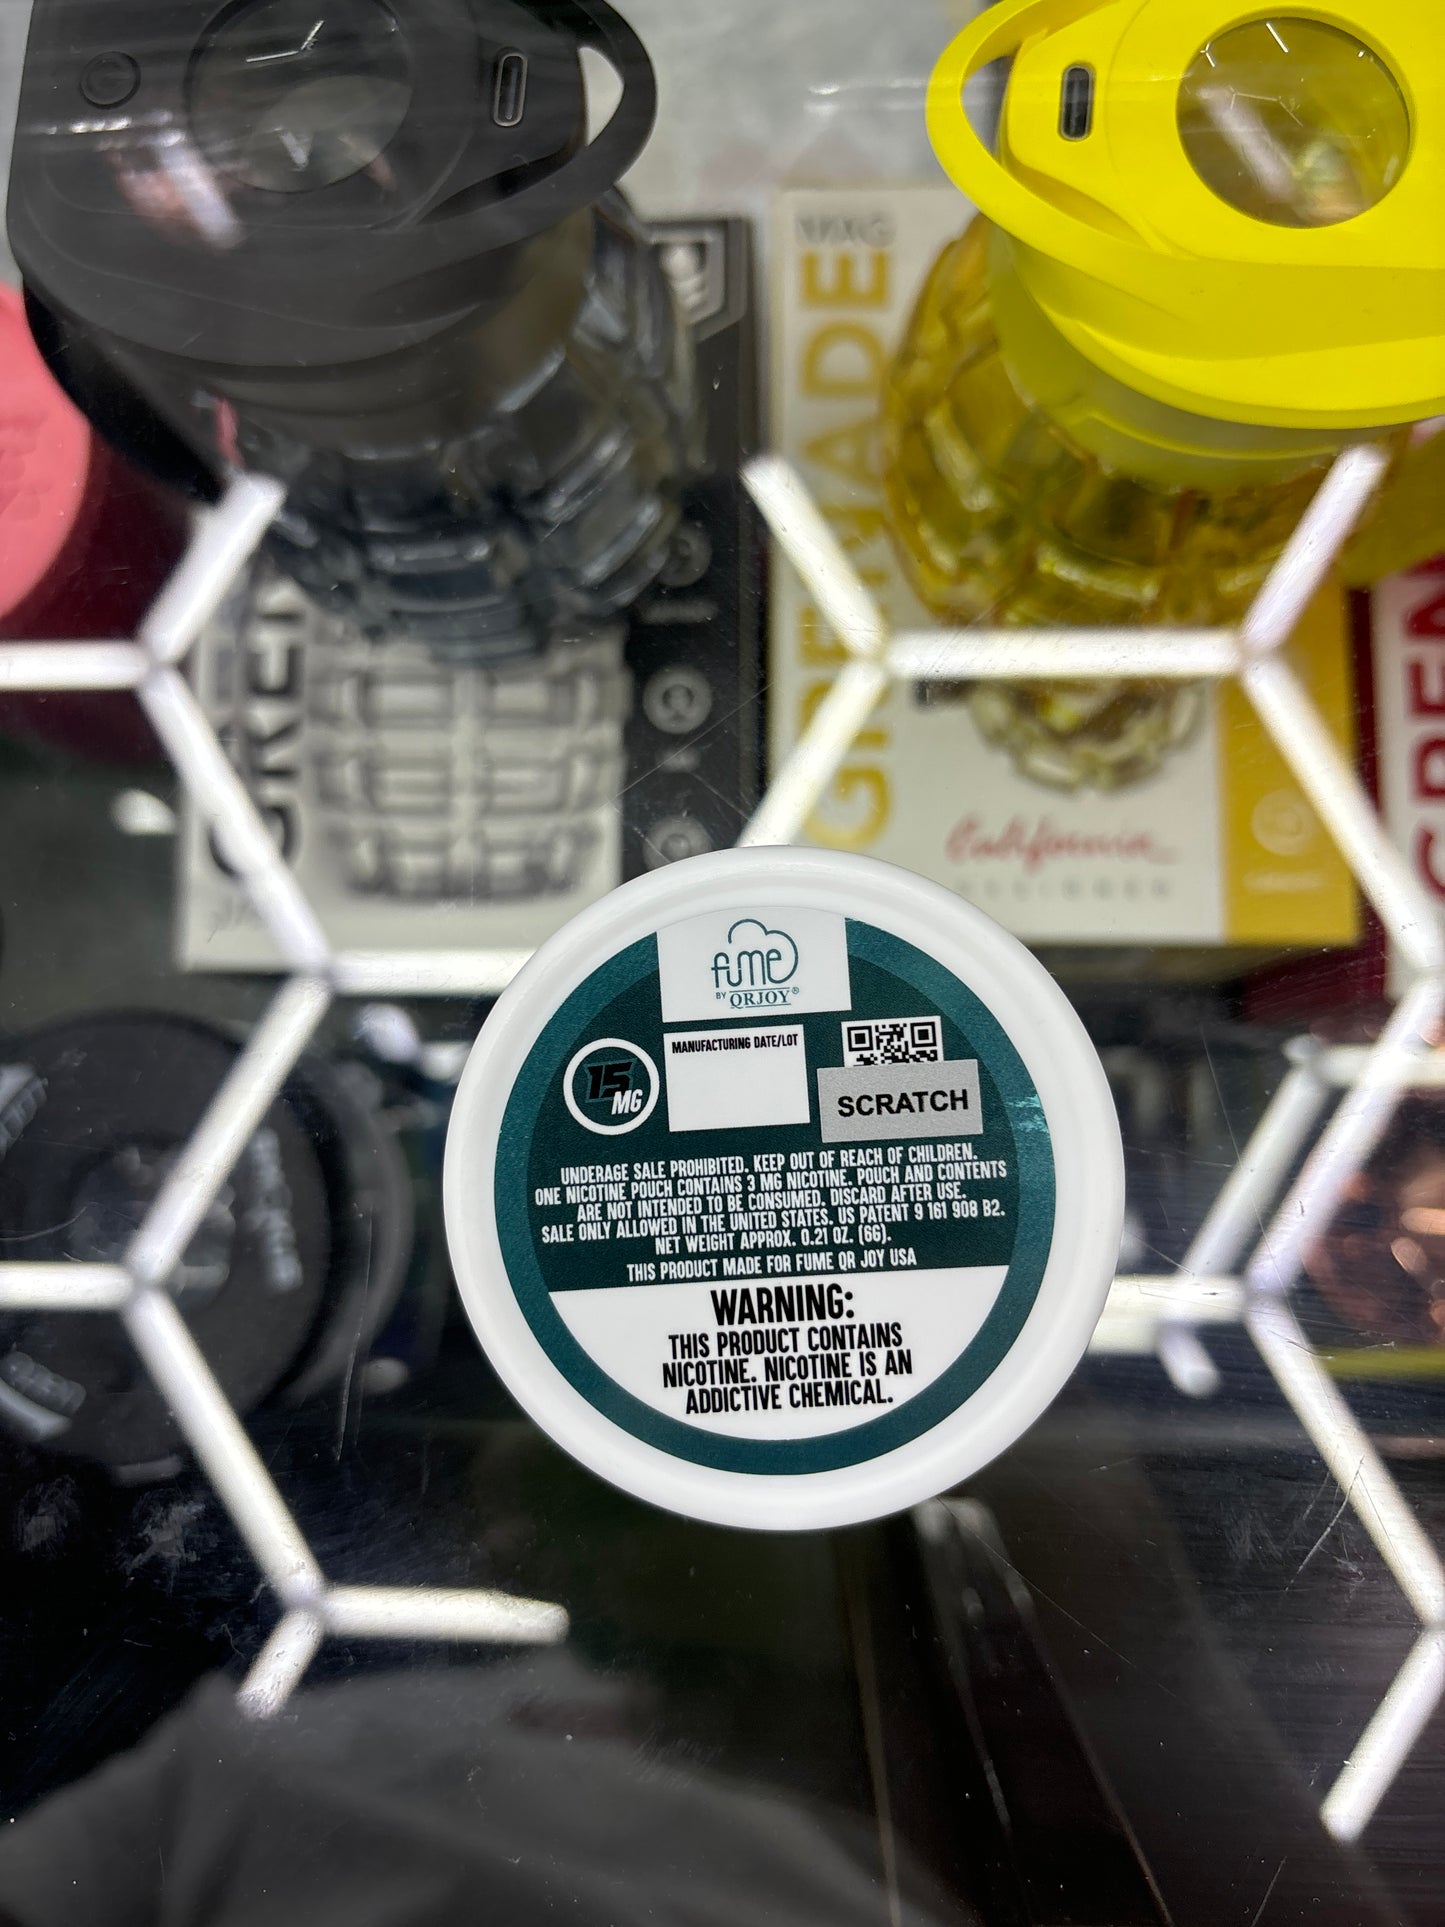 MXG
GRENADE
GREN
California
DESIGNED
GREN
fume
BY QRJOY®
MANUFACTURING DATE/LOT
15
MG
SCRATCH
UNDERAGE SALE PROHIBITED. KEEP OUT OF REACH OF CHILDREN.
ONE NICOTINE POUCH CONTAINS 3 MG NICOTINE. POUCH AND CONTENTS
ARE NOT INTENDED TO BE CONSUMED. DISCARD AFTER USE.
SALE ONLY ALLOWED IN THE UNITED STATES. US PATENT 9 161 908 B2.
NET WEIGHT APPROX. 0.21 OZ. (6G).
THIS PRODUCT MADE FOR FUME QR JOY USA
WARNING:
THIS PRODUCT CONTAINS
NICOTINE. NICOTINE IS AN
ADDICTIVE CHEMICAL.